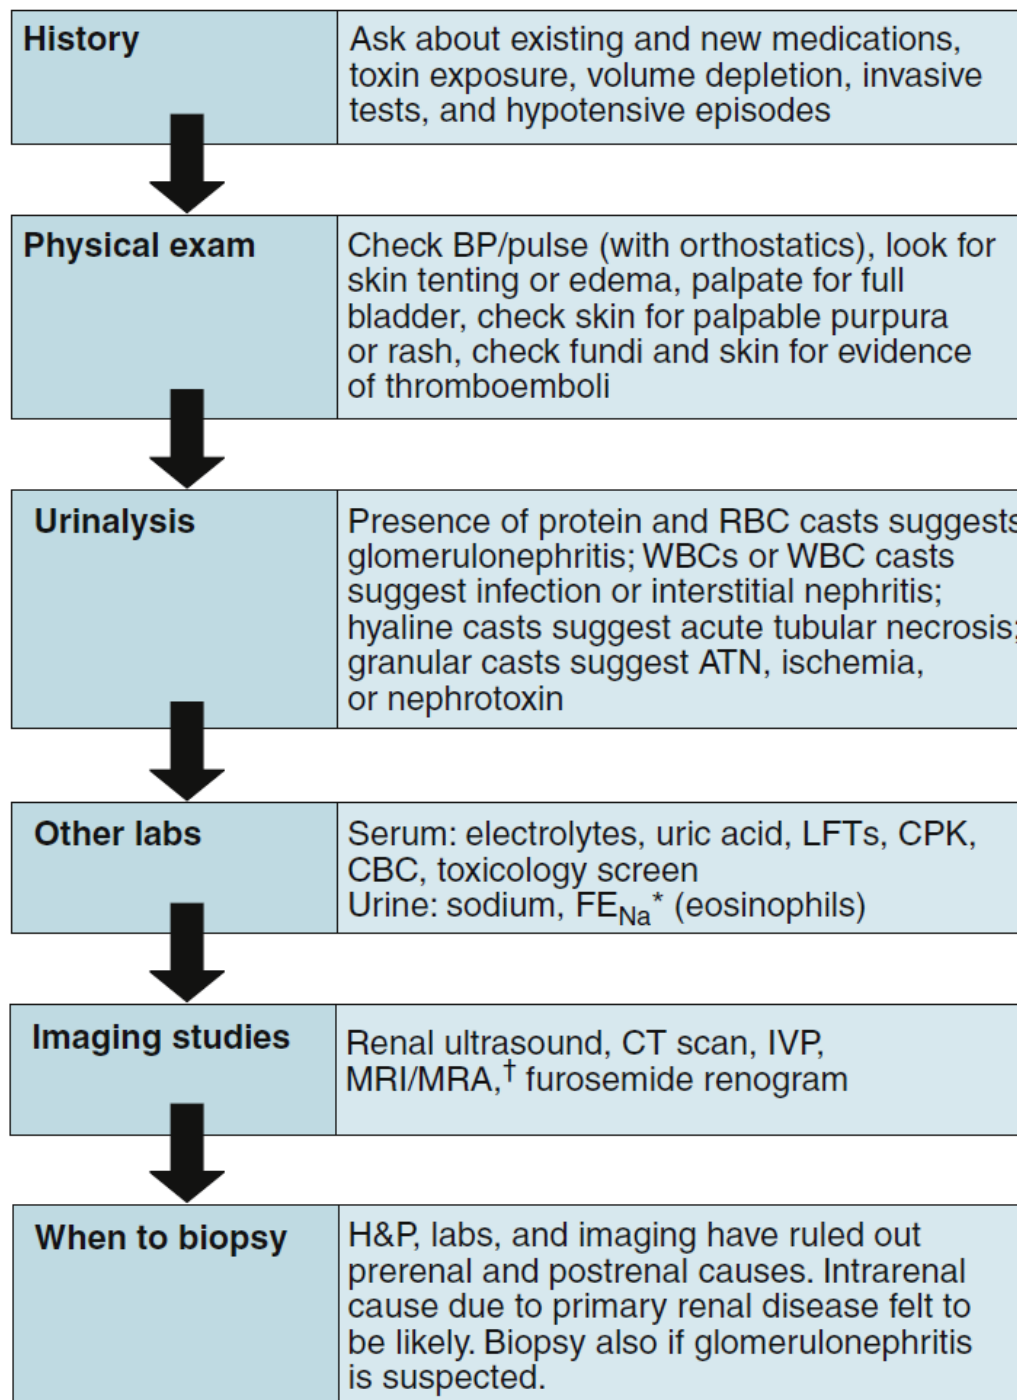 History
Ask about existing and new medications,
toxin exposure, volume depletion, invasive
tests, and hypotensive episodes
Physical exam
Check BP/pulse (with orthostatics), look for
skin tenting or edema, palpate for full
bladder, check skin for palpable purpura
or rash, check fundi and skin for evidence
of thromboemboli
Urinalysis
Presence of protein and RBC casts suggests
glomerulonephritis; WBCs or WBC casts
suggest infection or interstitial nephritis;
hyaline casts suggest acute tubular necrosis;
granular casts suggest ATN, ischemia,
or nephrotoxin
Other labs
Serum: electrolytes, uric acid, LFTs, CPK,
CBC, toxicology screen
Urine: sodium, FENa* (eosinophils)
Imaging studies
Renal ultrasound, CT scan, IVP,
MRI/MRA,† furosemide renogram
When to biopsy
H&P, labs, and imaging have ruled out
prerenal and postrenal causes. Intrarenal
cause due to primary renal disease felt to
be likely. Biopsy also if glomerulonephritis
is suspected.